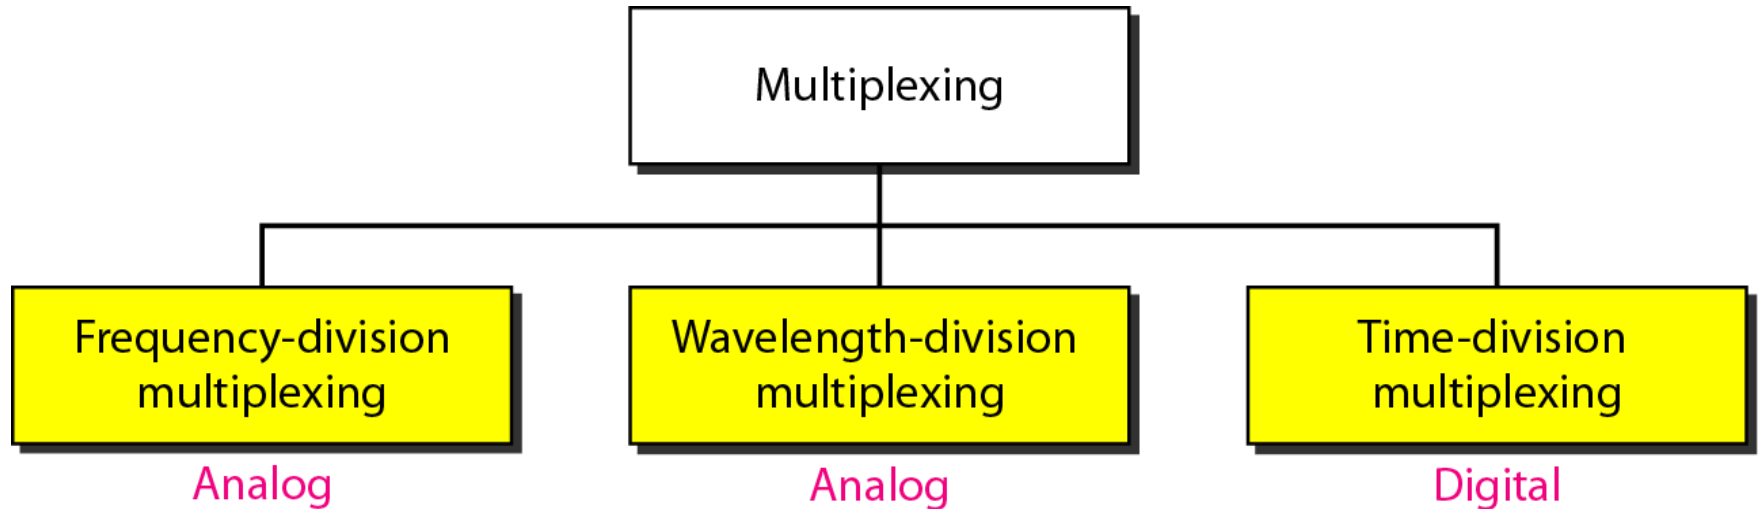 Multiplexing
Frequency-division
multiplexing
Wavelength-division
multiplexing
Time-division
multiplexing
Analog
Analog
Digital